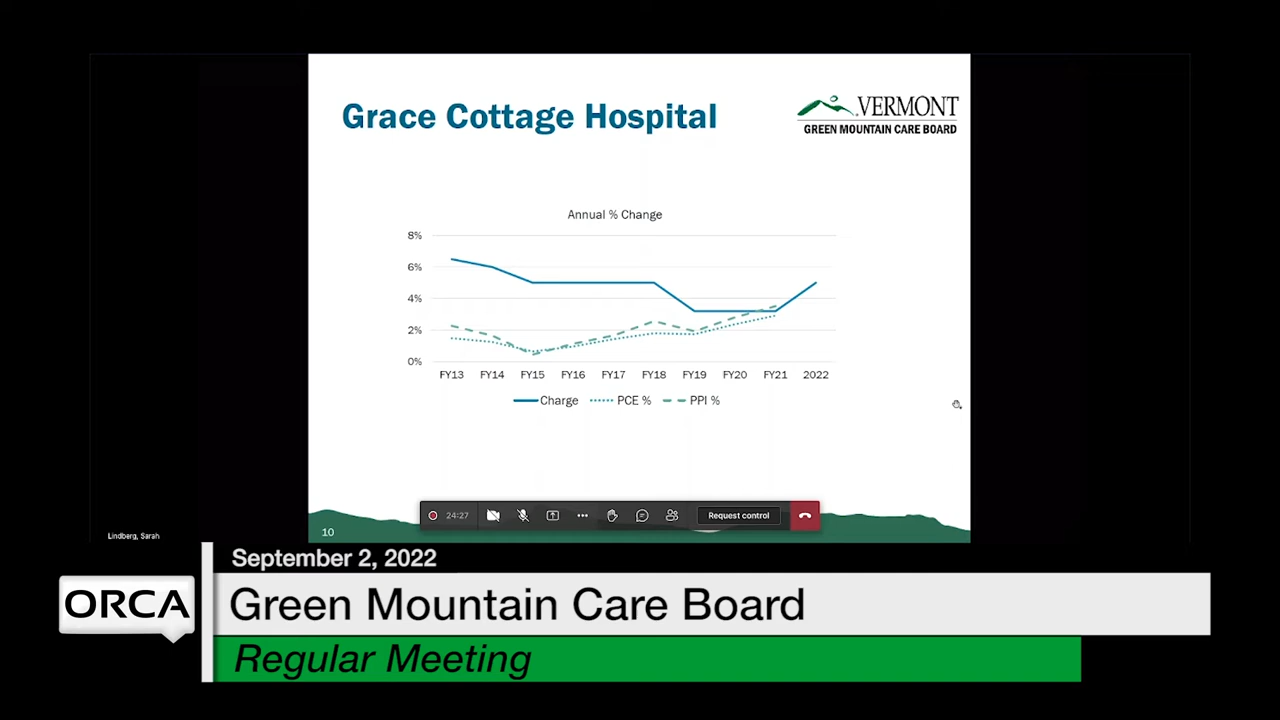 Grace Cottage Hospital
VERMONT
GREEN MOUNTAIN CARE BOARD
Annual % Change
8%
6%
4%
2%
0%
FY13 FY14 FY15 FY16 FY17 FY18 FY19 FY20 FY21 2022
Charge PCE % PPI %
24:27 Request control
10
Lindberg, Sarah
September 2, 2022
ORCA
Green Mountain Care Board
Regular Meeting